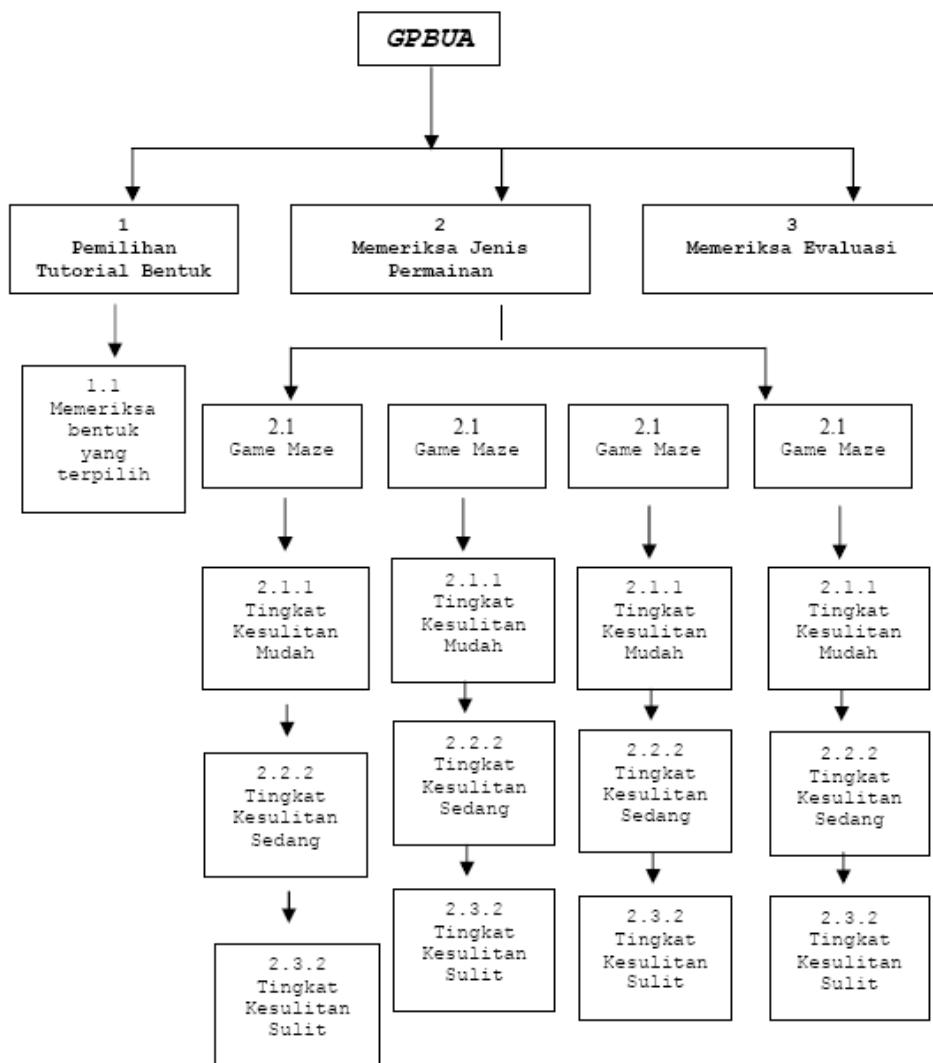 GPBUA
1
Pemilihan
Tutorial Bentuk
2
Memeriksa Jenis
Permainan
3
Memeriksa Evaluasi
1.1
Memeriksa
bentuk
yang
terpilih
2.1
Game Maze
2.1
Game Maze
2.1
Game Maze
2.1
Game Maze
2.1.1
Tingkat
Kesulitan
Mudah
2.1.1
Tingkat
Kesulitan
Mudah
2.1.1
Tingkat
Kesulitan
Mudah
2.1.1
Tingkat
Kesulitan
Mudah
2.2.2
Tingkat
Kesulitan
Sedang
2.2.2
Tingkat
Kesulitan
Sedang
2.2.2
Tingkat
Kesulitan
Sedang
2.2.2
Tingkat
Kesulitan
Sedang
2.3.2
Tingkat
Kesulitan
Sulit
2.3.2
Tingkat
Kesulitan
Sulit
2.3.2
Tingkat
Kesulitan
Sulit
2.3.2
Tingkat
Kesulitan
Sulit